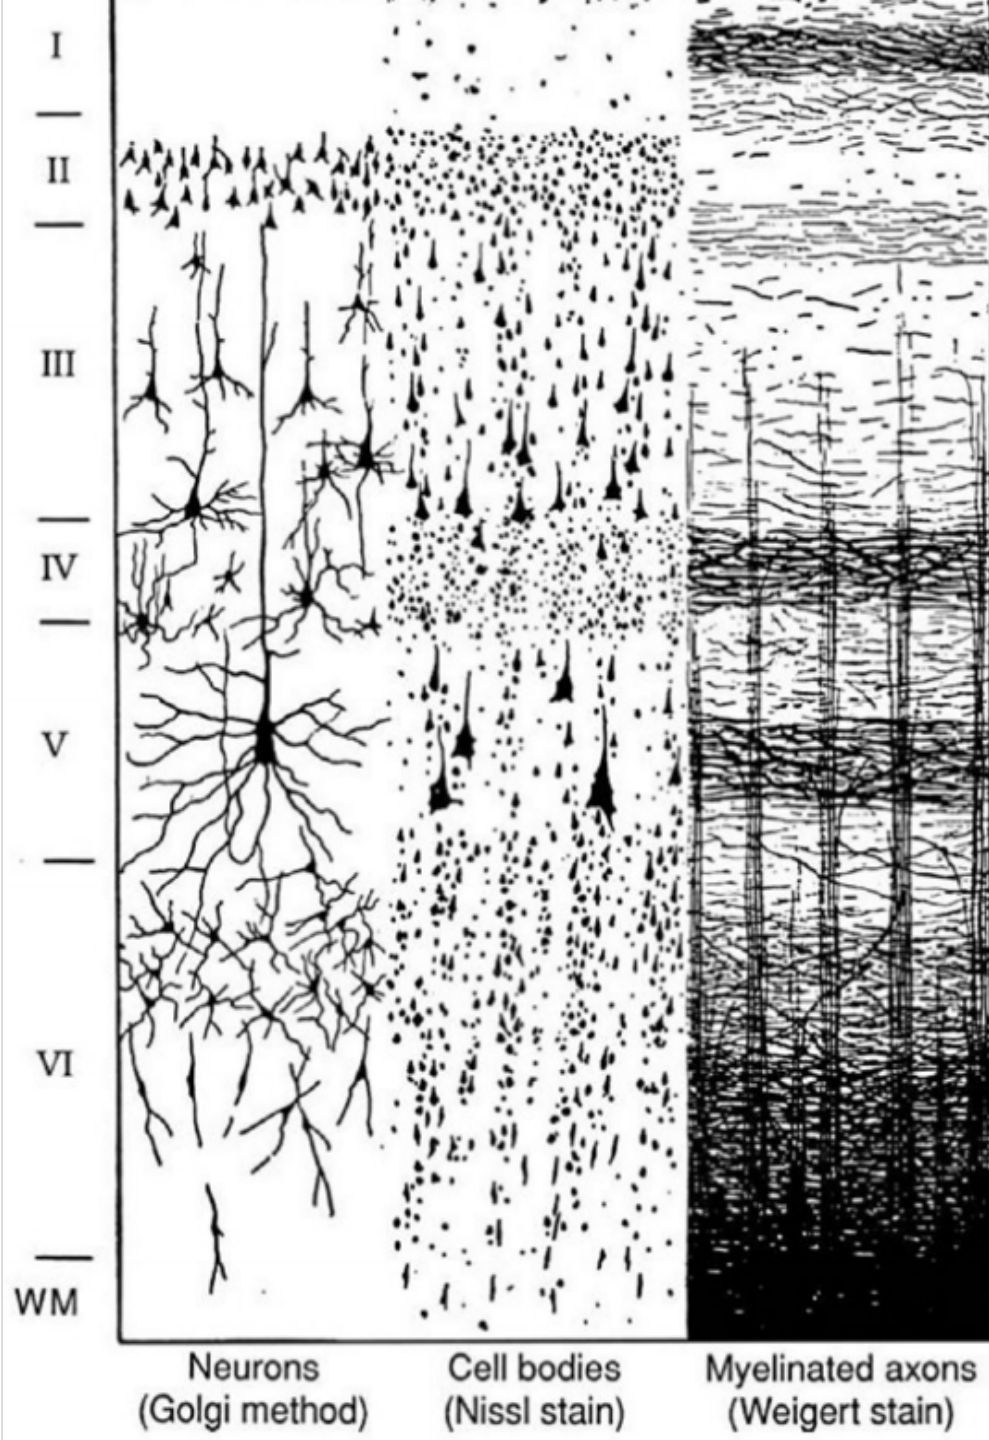 I
II
III
IV
V
VI
WM
Neurons
(Golgi method)
Cell bodies
(Nissl stain)
Myelinated axons
(Weigert stain)